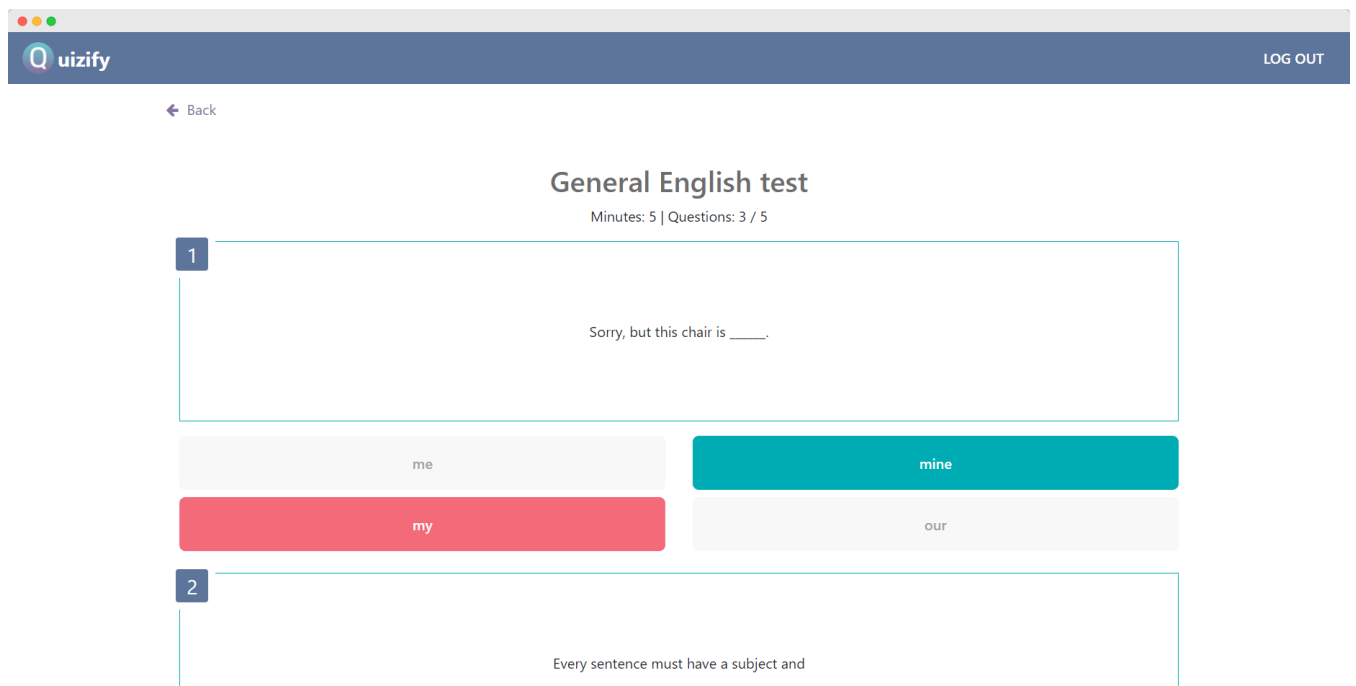 Quizify
LOG OUT
Back
General English test
Minutes: 5 | Questions: 3 / 5
1
Sorry, but this chair is ______.
me
mine
my
our
2
Every sentence must have a subject and